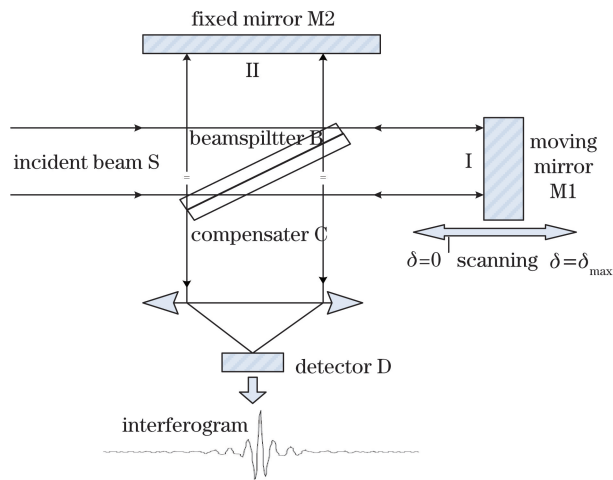 fixed mirror M2
II
beamspiltter B
incident beam S
I
moving
mirror
M1
compensater C
δ=0
scanning
δ=δmax
detector D
interferogram